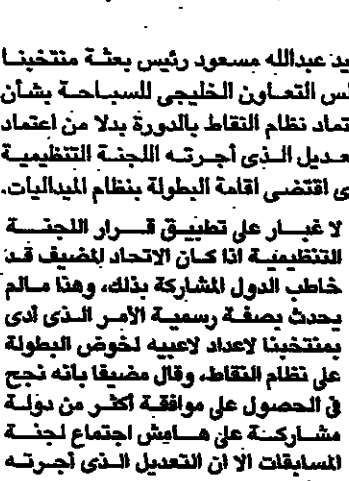 يد عبدالله مسعود رئيس بعثة منتخبنا
لس التعاون الخليجي للسباحة بشأن
تماد نظام النقاط بالدورة بدلا من اعتماد
عديل الذى أجرته اللجنة التنظيمية
ى اقتضى اقامة البطولة بنظام الميداليات.
لا غبار على تطبيق قرار اللجنة
التنظيمية اذا كان الاتحاد المضيف قد
خاطب الدول المشاركة بذلك، وهذا مالم
يحدث بصفة رسمية الأمر الذى أدى
بمنتخبنا لاعداد لاعبيه لخوض البطولة
على نظام النقاط، وقال مضيفا بانه نجح
في الحصول على موافقة أكثر من دولة
مشاركة على هامش اجتماع لجنة
المسابقات الا ان التعديل الذى أجرته